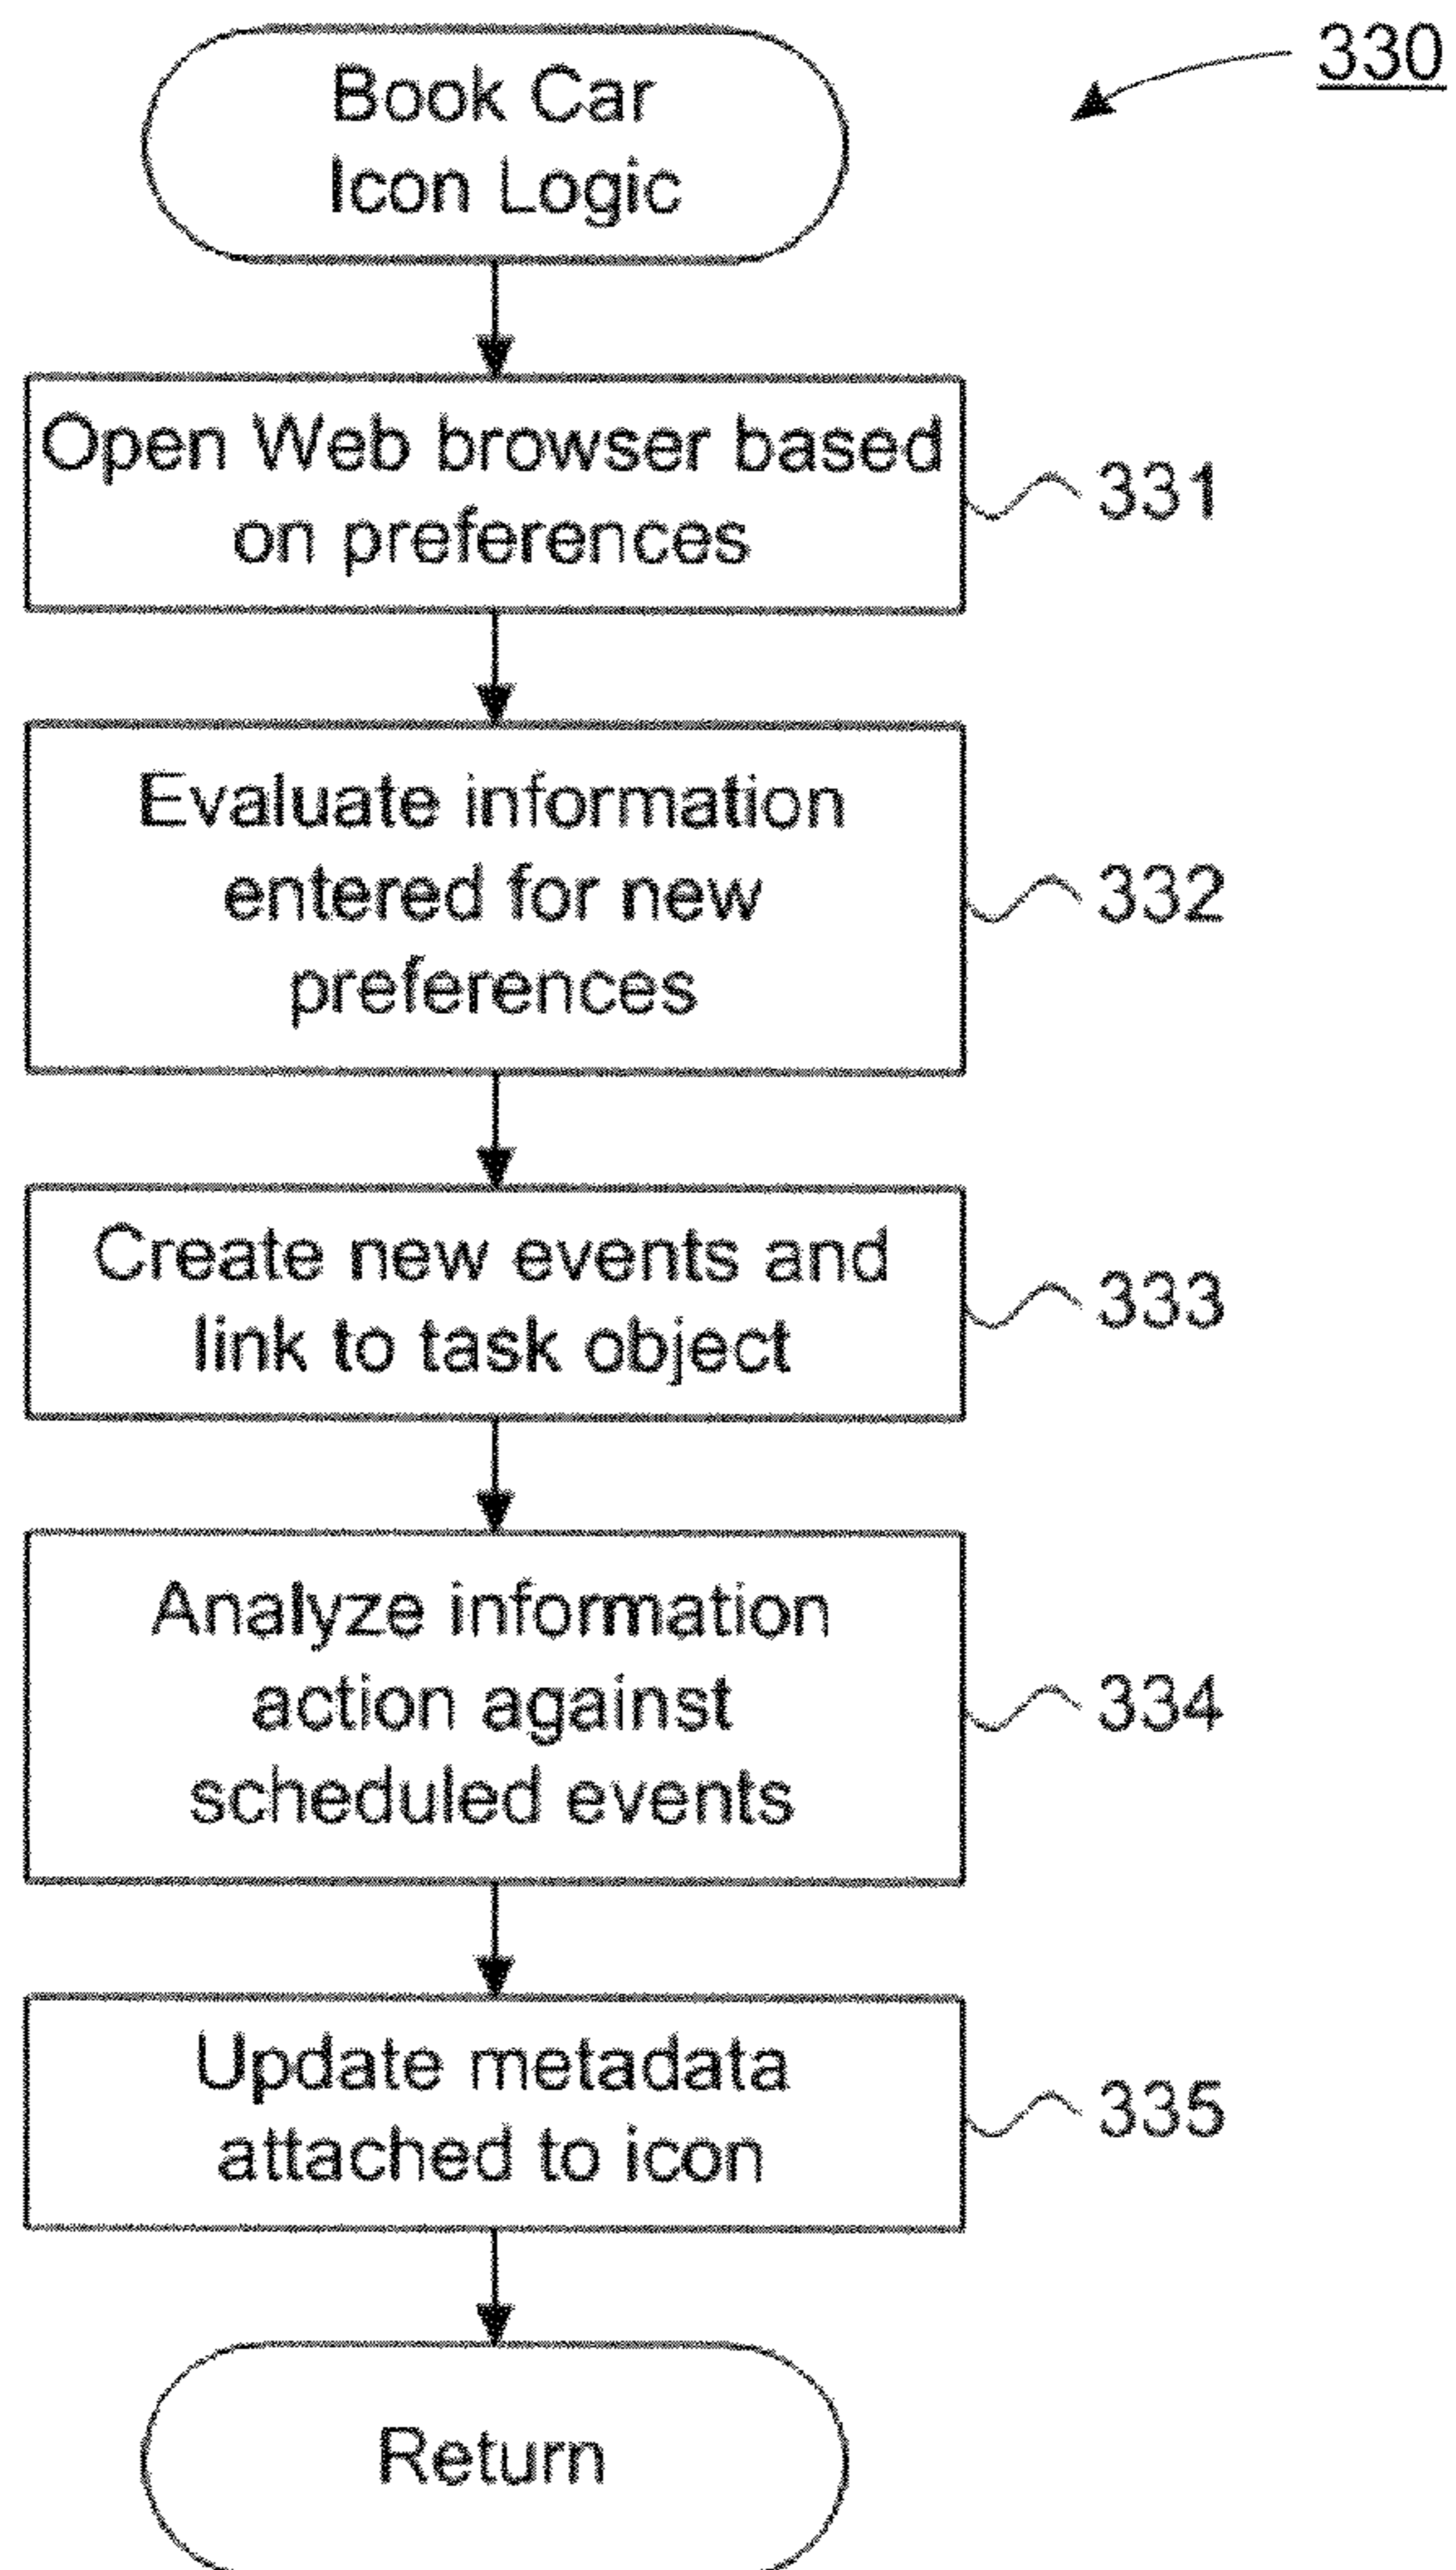 Book Car
Icon Logic
330
Open Web browser based
on preferences
331
Evaluate information
entered for new
preferences
332
Create new events and
link to task object
333
Analyze information
action against
scheduled events
334
Update metadata
attached to icon
335
Return